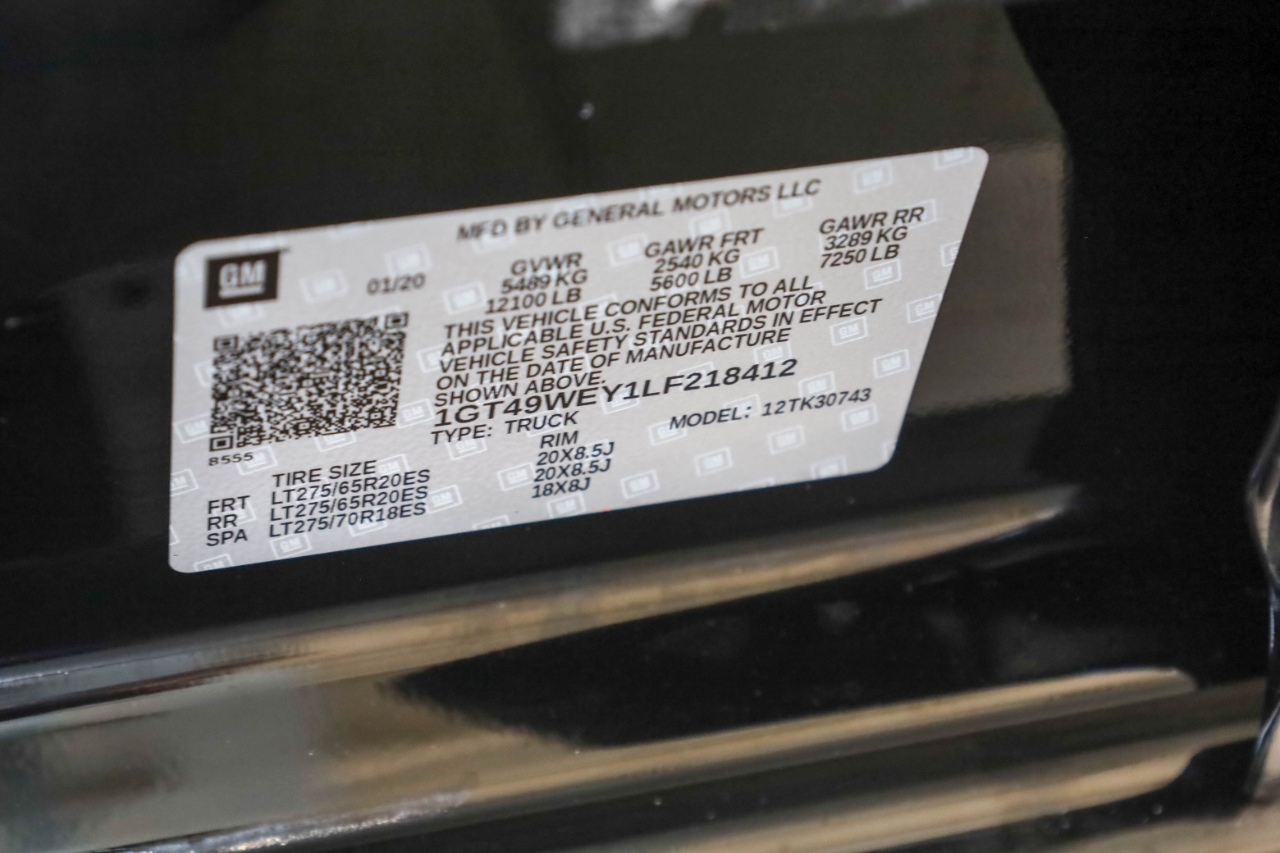 MFD BY GENERAL MOTORS LLC
GM
01/20
GVWR
5489 KG
12100 LB
GAWR FRT
2540 KG
5600 LB
GAWR RR
3289 KG
7250 LB
THIS VEHICLE CONFORMS TO ALL
APPLICABLE U.S. FEDERAL MOTOR
VEHICLE SAFETY STANDARDS IN EFFECT
ON THE DATE OF MANUFACTURE
SHOWN ABOVE.
1GT49WEY1LF218412
TYPE: TRUCK MODEL: 12TK30743
8555
TIRE SIZE RIM
FRT LT275/65R20ES 20X8.5J
RR LT275/65R20ES 20X8.5J
SPA LT275/70R18ES 18X8J